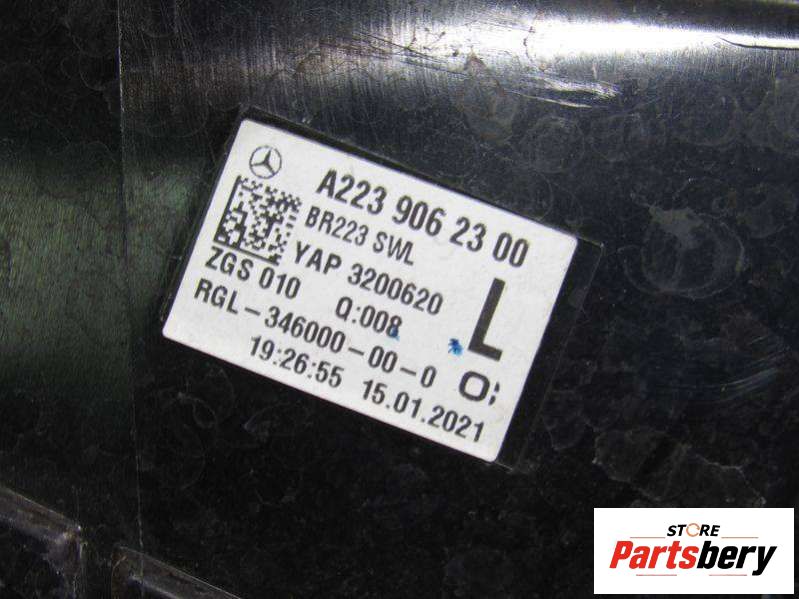 A223 906 23 00
BR223 SWL
YAP 3200620
ZGS 010 Q:008
L
RGL-346000-00-0 O;
19:26:55 15.01.2021
STORE
Partsbery